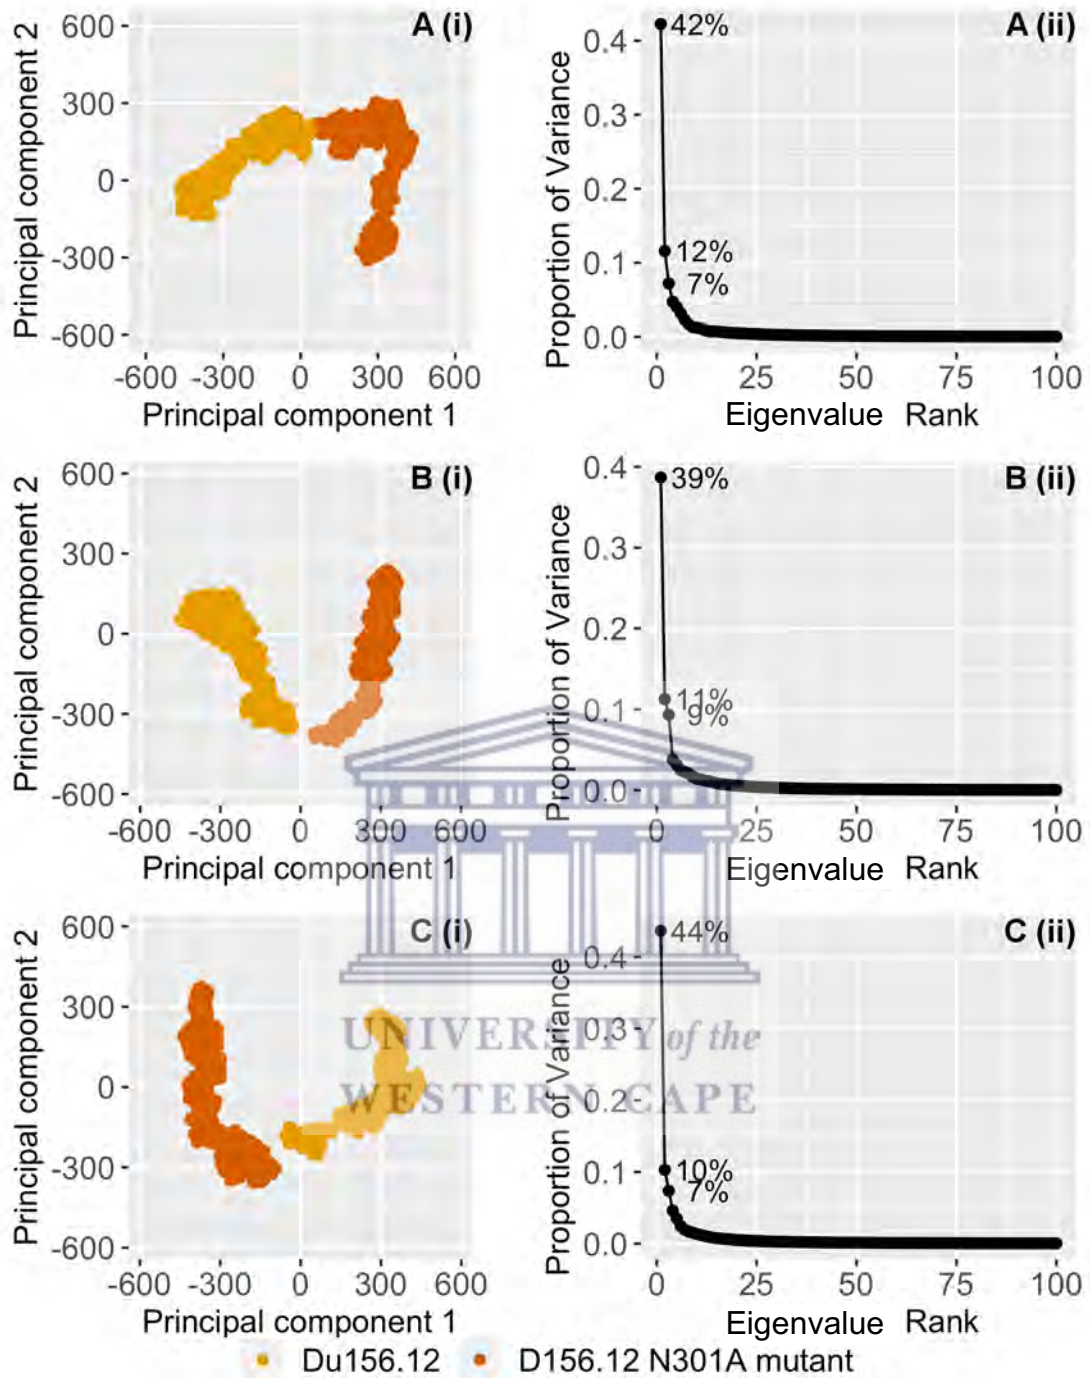 A (i)
Principal component 2
600
300
0
-300
-600
-600 -300 0 300 600
Principal component 1
A (ii)
Proportion of Variance
0.4
0.3
0.2
0.1
0.0
42%
12%
7%
0 25 50 75 100
Eigenvalue Rank
B (i)
Principal component 2
600
300
0
-300
-600
-600 -300 0 300 600
Principal component 1
B (ii)
Proportion of Variance
0.4
0.3
0.2
0.1
0.0
39%
11%
9%
0 25 50 75 100
Eigenvalue Rank
C (i)
Principal component 2
600
300
0
-300
-600
-600 -300 0 300 600
Principal component 1
C (ii)
Proportion of Variance
0.4
0.3
0.2
0.1
0.0
44%
10%
7%
0 25 50 75 100
Eigenvalue Rank
UNIVERSITY of the
WESTERN CAPE
Du156.12 D156.12 N301A mutant